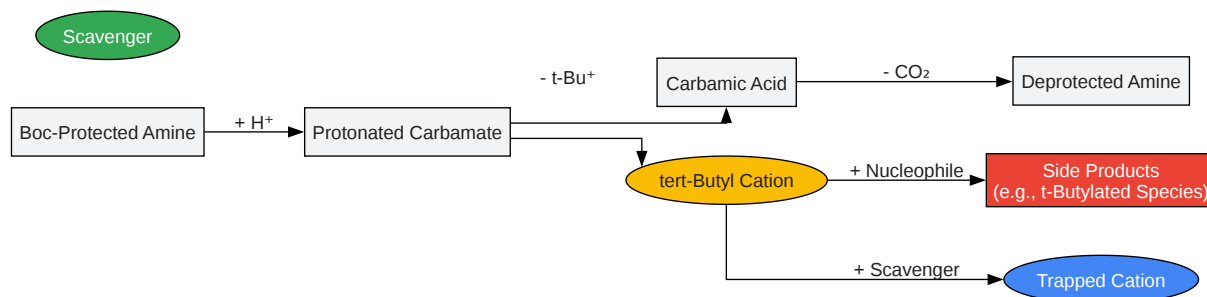 Scavenger
- t-Bu⁺
Carbamic Acid
- CO₂
Deprotected Amine
Boc-Protected Amine
+ H⁺
Protonated Carbamate
tert-Butyl Cation
+ Nucleophile
Side Products
(e.g., t-Butylated Species)
+ Scavenger
Trapped Cation